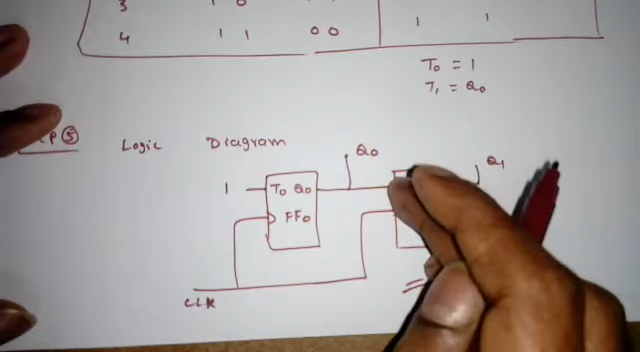 3 1 0
4 1 1 0 0 1 1
T₀ = 1
T₁ = Q₀
P ⑤ Logic Diagram
Q₀ Q₁
1 T₀ Q₀
FF₀
CLK